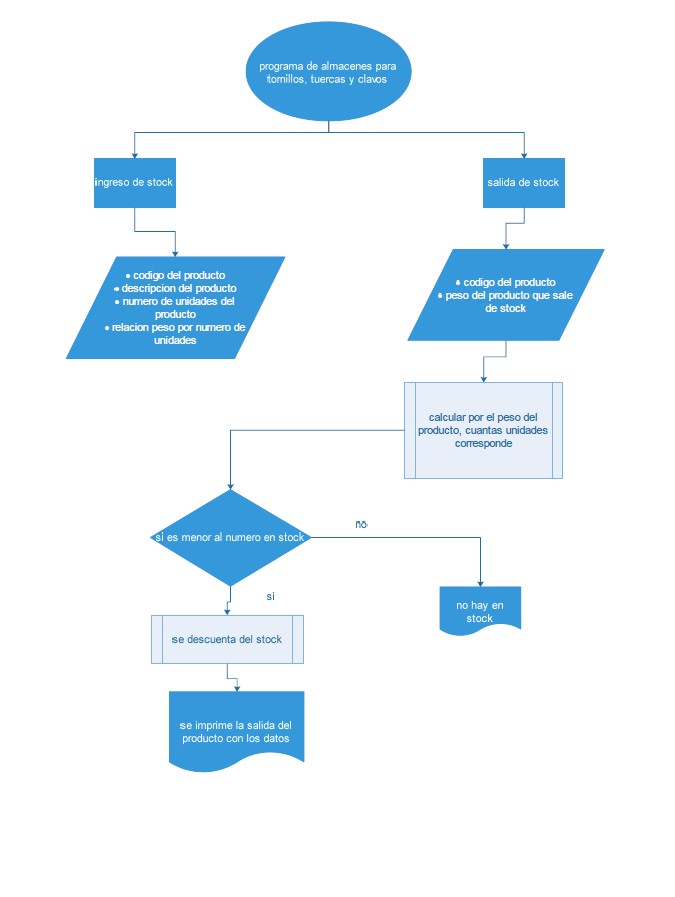 programa de almacenes para
tornillos, tuercas y clavos
ingreso de stock
salida de stock
• codigo del producto
• descripcion del producto
• numero de unidades del
producto
• relacion peso por numero de
unidades
• codigo del producto
• peso del producto que sale
de stock
calcular por el peso del
producto, cuantas unidades
corresponde
si es menor al numero en stock
no
si
no hay en
stock
se descuenta del stock
se imprime la salida del
producto con los datos